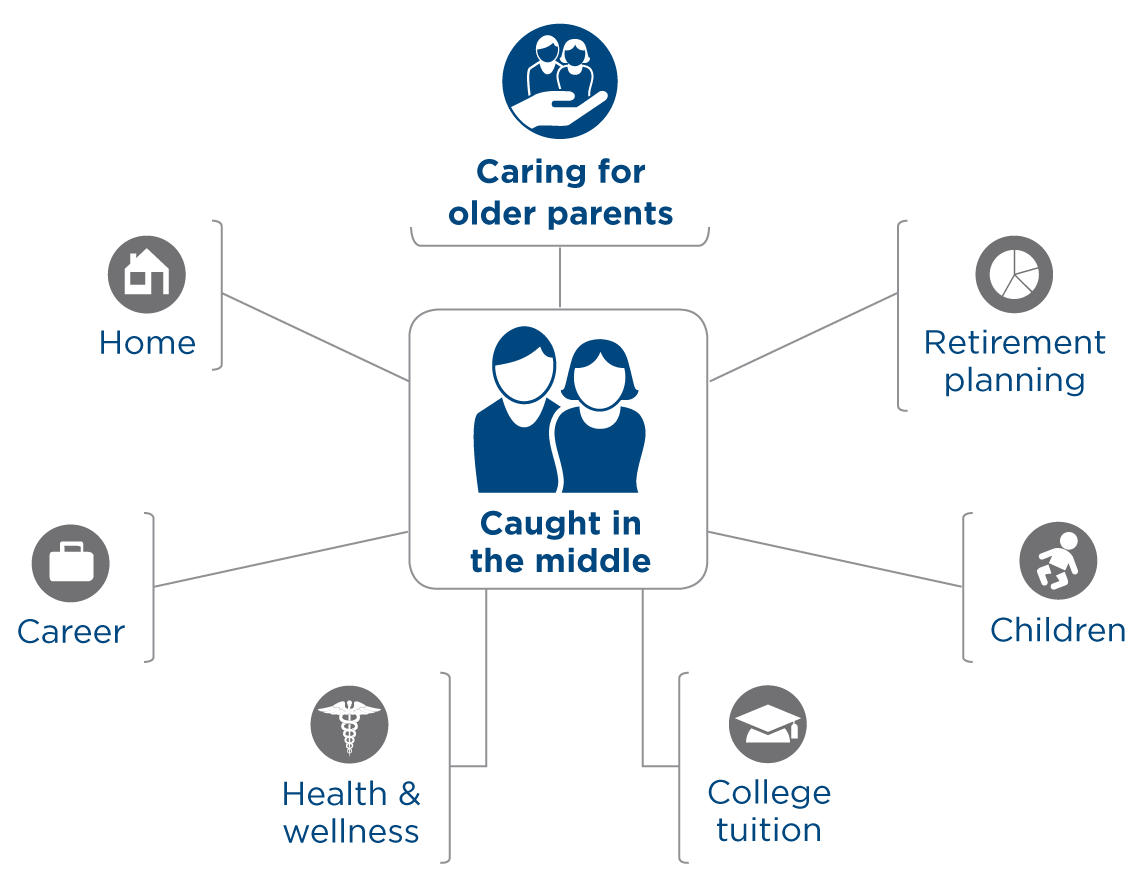 Caring for
older parents
Home
Retirement
planning
Caught in
the middle
Career
Children
Health &
wellness
College
tuition